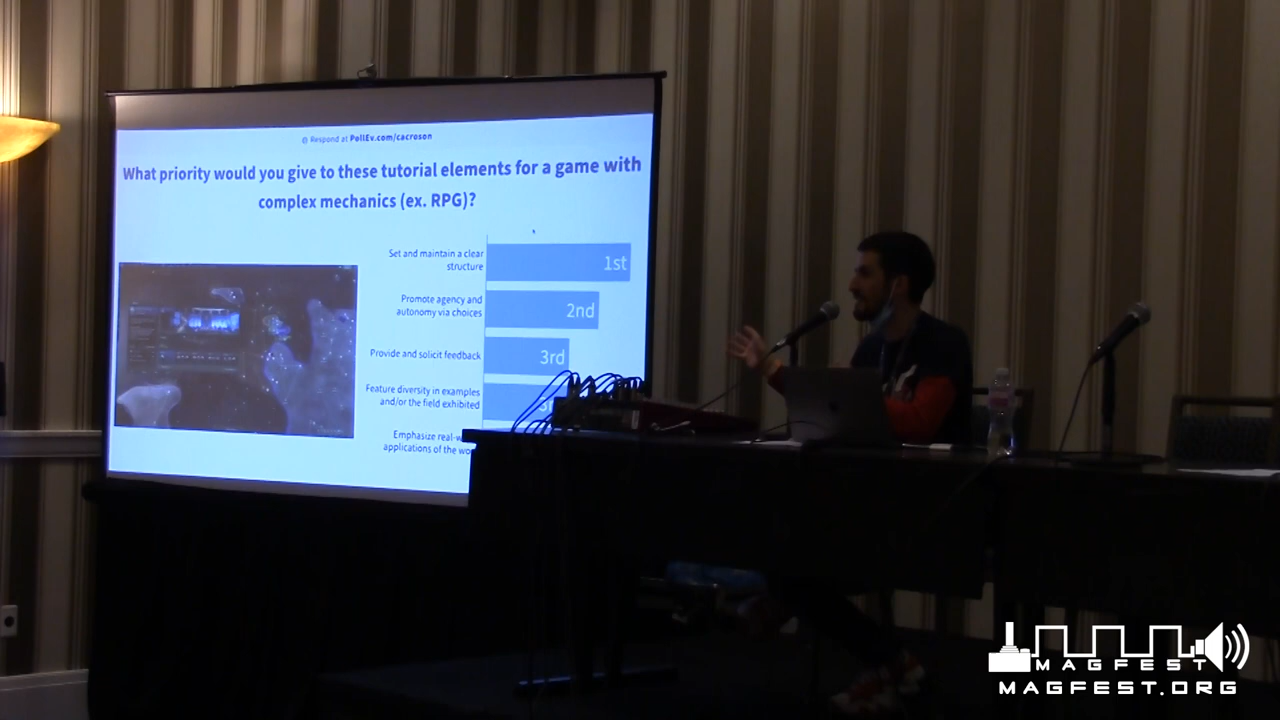 Respond at PollEv.com/cacroson
What priority would you give to these tutorial elements for a game with
complex mechanics (ex. RPG)?
Set and maintain a clear
structure
1st
Promote agency and
autonomy via choices
2nd
Provide and solicit feedback
3rd
Feature diversity in examples
and/or the field exhibited
Emphasize
applications of the
MAGFEST
MAGFEST.ORG